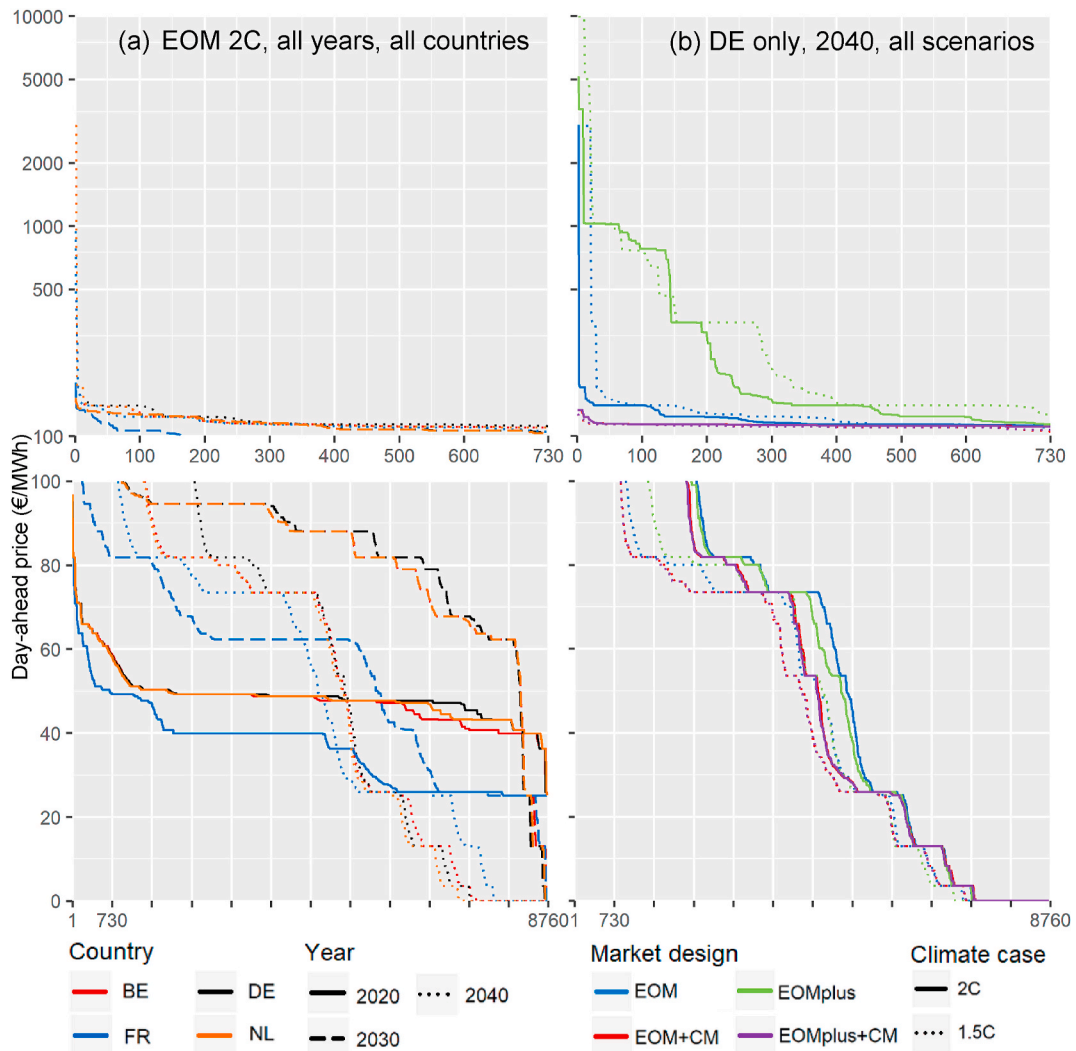 (a) EOM 2C, all years, all countries
(b) DE only, 2040, all scenarios
10000
5000
2000
1000
500
100
0 100 200 300 400 500 600 730
0 100 200 300 400 500 600 730
Day-ahead price (€/MWh)
100
80
60
40
20
0
1 730 8760
1 730 8760
Country
BE
DE
FR
NL
Year
2020
2040
2030
Market design
EOM
EOMplus
EOM+CM
EOMplus+CM
Climate case
2C
1.5C